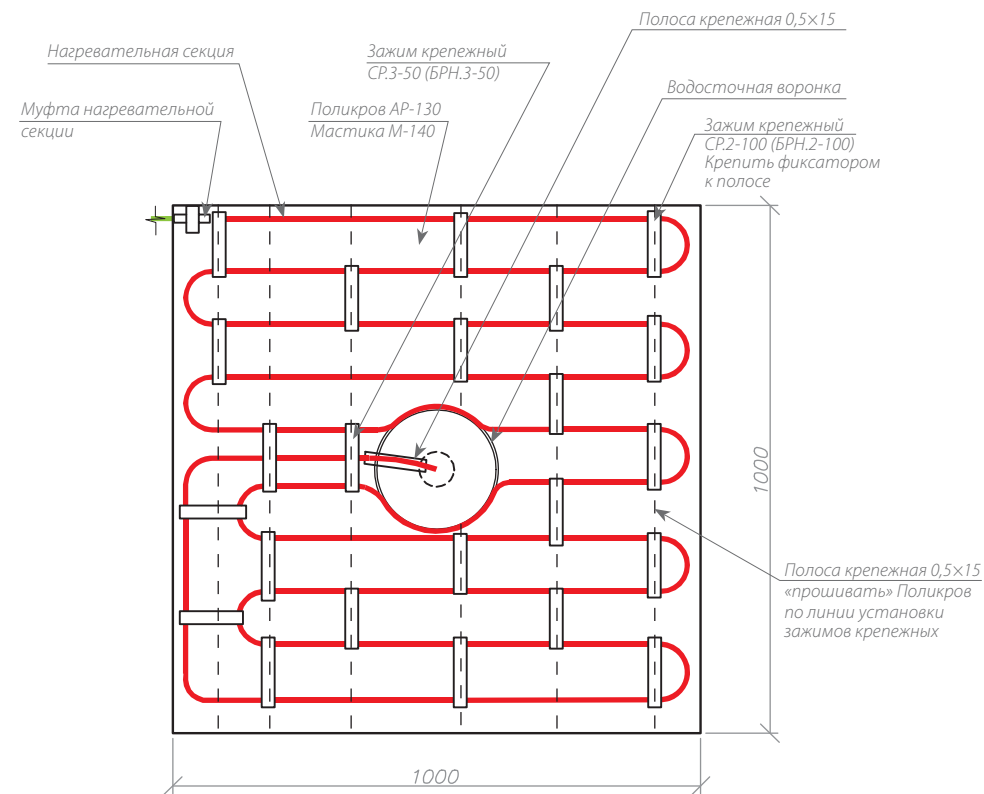 Полоса крепежная 0,5×15
Нагревательная секция
Зажим крепежный
СР.3-50 (БРН.3-50)
Водосточная воронка
Муфта нагревательной
секции
Поликров АР-130
Мастика М-140
Зажим крепежный
СР.2-100 (БРН.2-100)
Крепить фиксатором
к полосе
1000
Полоса крепежная 0,5×15
«прошивать» Поликров
по линии установки
зажимов крепежных
1000